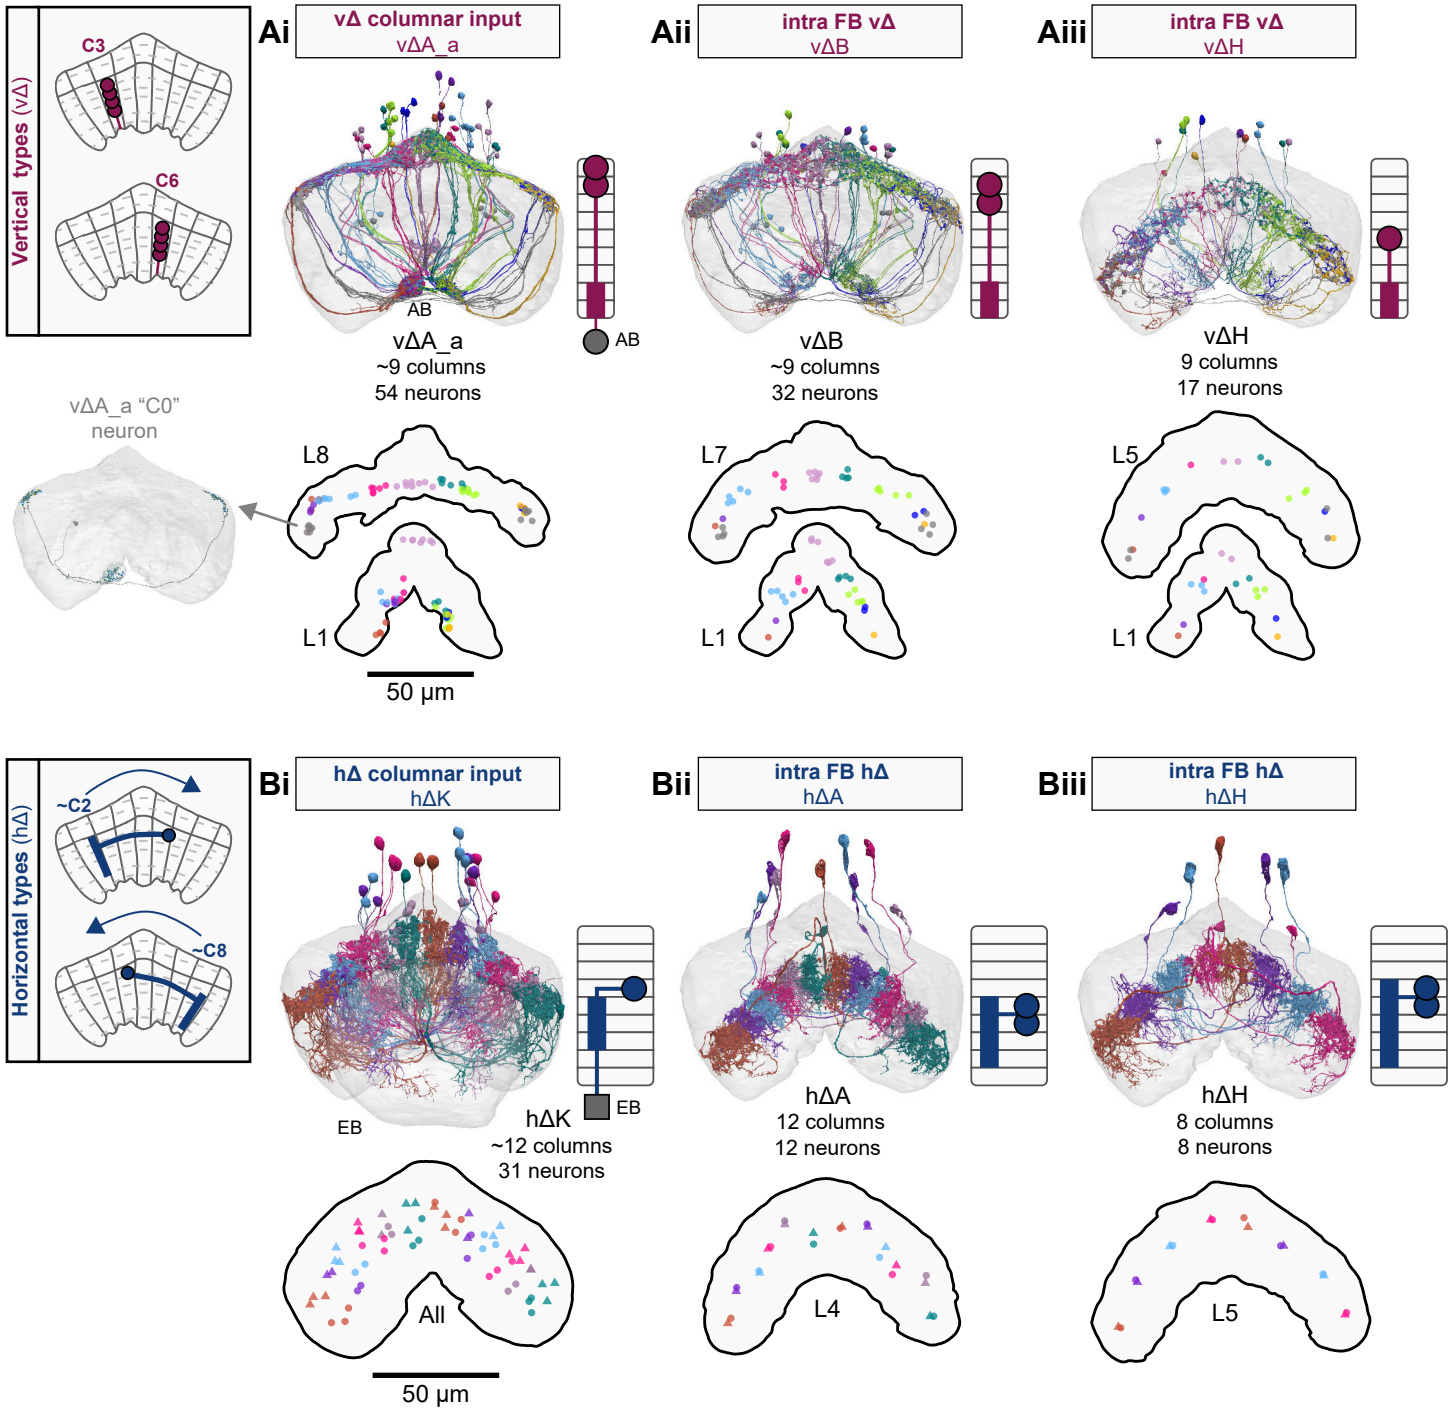 Vertical types (vΔ)
C3
C6
Ai
vΔ columnar input
vΔA_a
AB
AB
vΔA_a
~9 columns
54 neurons
vΔA_a “C0”
neuron
L8
L1
50 µm
Aii
intra FB vΔ
vΔB
vΔB
~9 columns
32 neurons
L7
L1
Aiii
intra FB vΔ
vΔH
vΔH
9 columns
17 neurons
L5
L1
Horizontal types (hΔ)
~C2
~C8
Bi
hΔ columnar input
hΔK
EB
EB
hΔK
~12 columns
31 neurons
All
50 µm
Bii
intra FB hΔ
hΔA
hΔA
12 columns
12 neurons
L4
Biii
intra FB hΔ
hΔH
hΔH
8 columns
8 neurons
L5